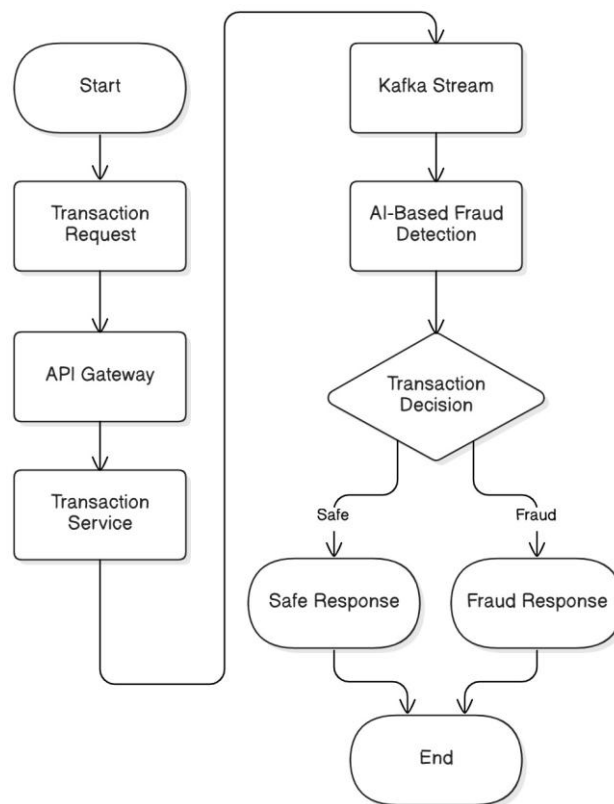 Start
Transaction
Request
API Gateway
Transaction
Service
Kafka Stream
AI-Based Fraud
Detection
Transaction
Decision
Safe
Fraud
Safe Response
Fraud Response
End